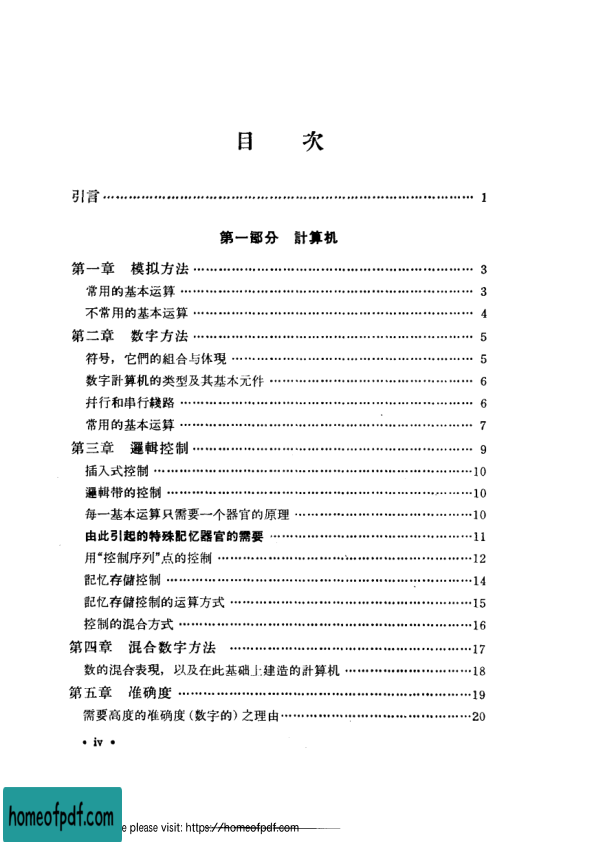 目 次
引言 1
第一部分 計算机
第一章 模拟方法 3
常用的基本运算 3
不常用的基本运算 4
第二章 数字方法 5
符号，它們的組合与体現 5
数字計算机的类型及其基本元件 6
幷行和串行綫路 6
常用的基本运算 7
第三章 邏輯控制 9
插入式控制 10
邏輯带的控制 10
每一基本运算只需要一个器官的原理 10
由此引起的特殊記忆器官的需要 11
用“控制序列”点的控制 12
記忆存儲控制 14
記忆存儲控制的运算方式 15
控制的混合方式 16
第四章 混合数字方法 17
数的混合表現，以及在此基础上建造的計算机 18
第五章 准确度 19
需要高度的准确度（数字的）之理由 20
• iv •
homeofpdf.com
e please visit: https://homeofpdf.com